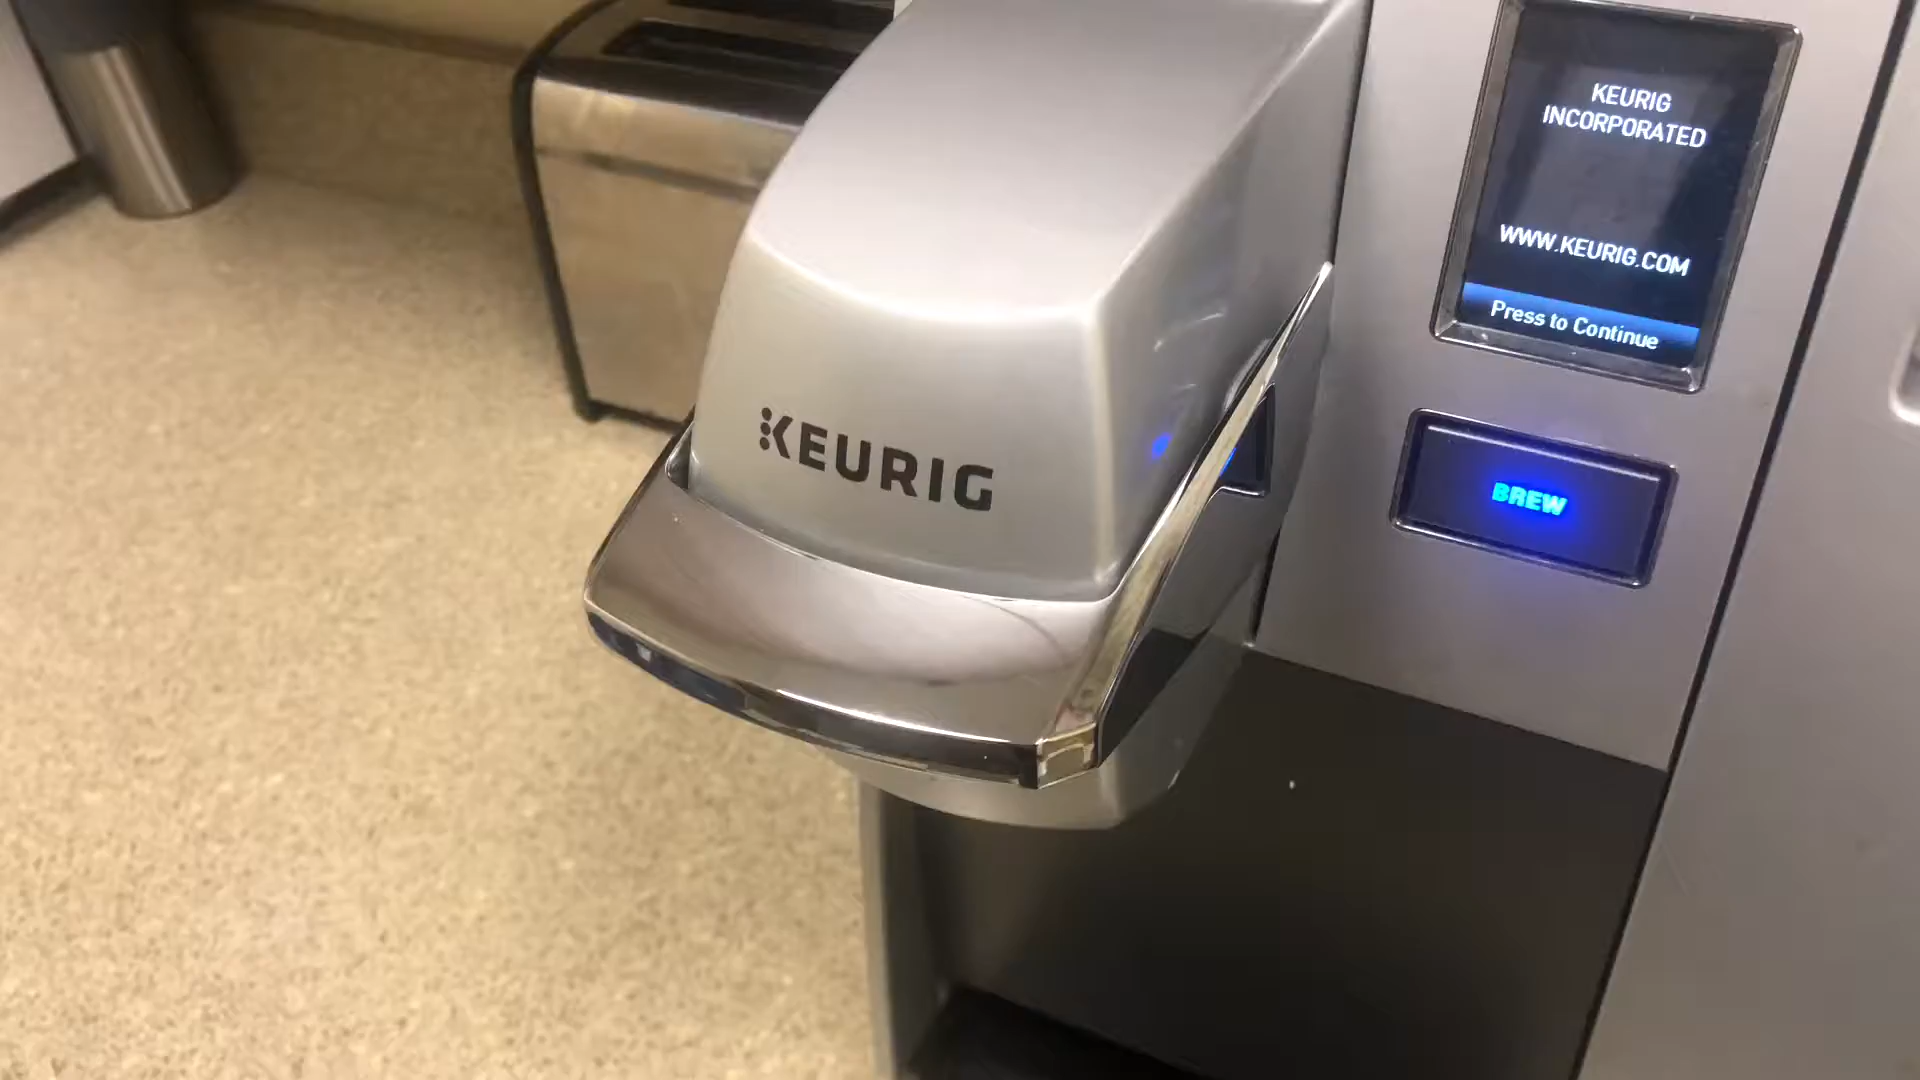 KEURIG
INCORPORATED
WWW.KEURIG.COM
Press to Continue
KEURIG
BREW